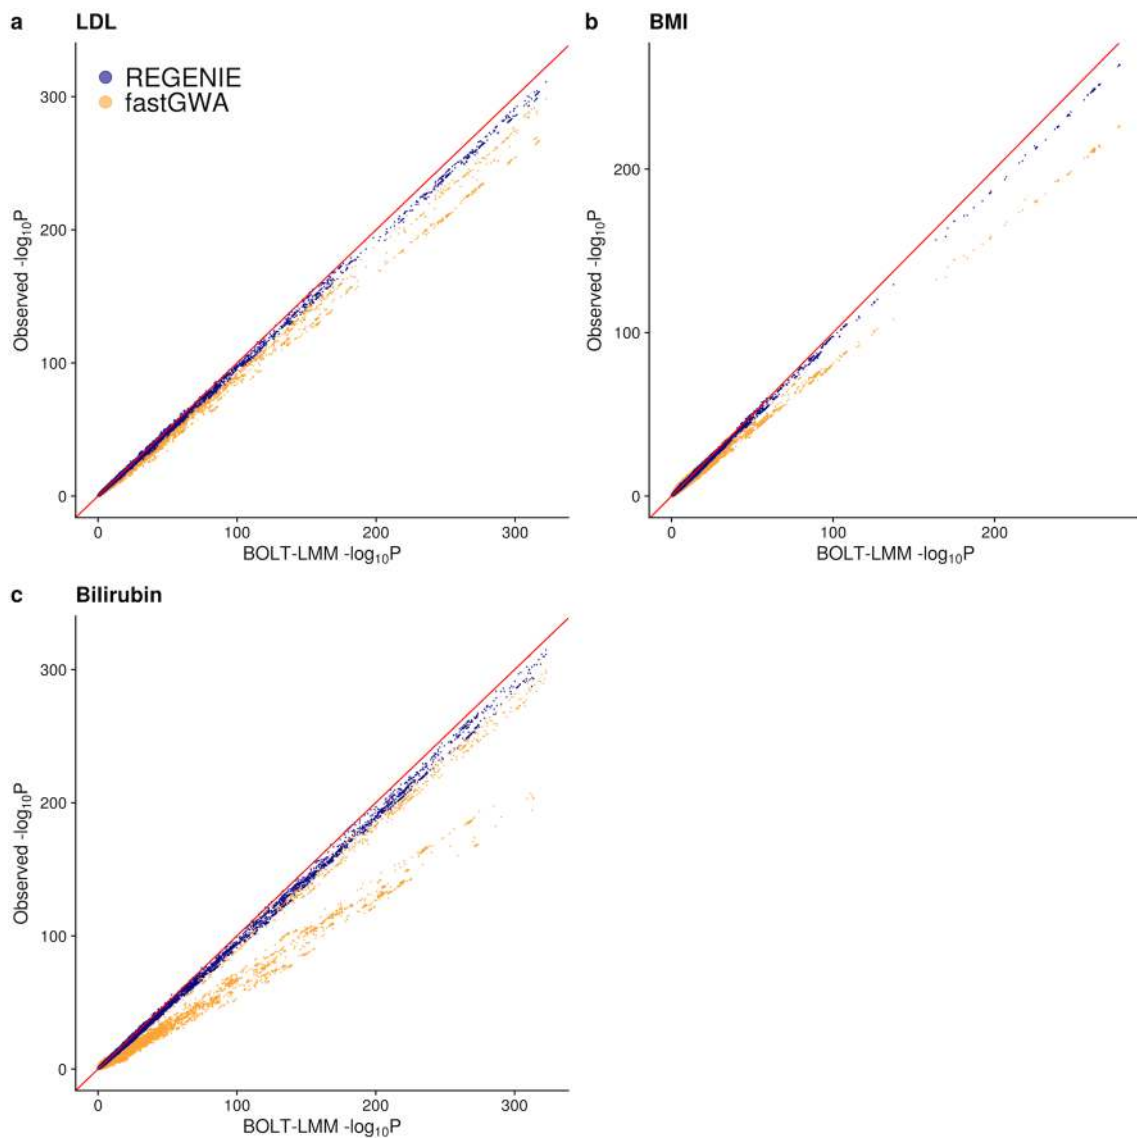 a LDL
REGENIE
fastGWA
300
200
100
0
Observed -log₁₀P
0 100 200 300
BOLT-LMM -log₁₀P
b BMI
200
100
0
Observed -log₁₀P
0 100 200
BOLT-LMM -log₁₀P
c Bilirubin
300
200
100
0
Observed -log₁₀P
0 100 200 300
BOLT-LMM -log₁₀P